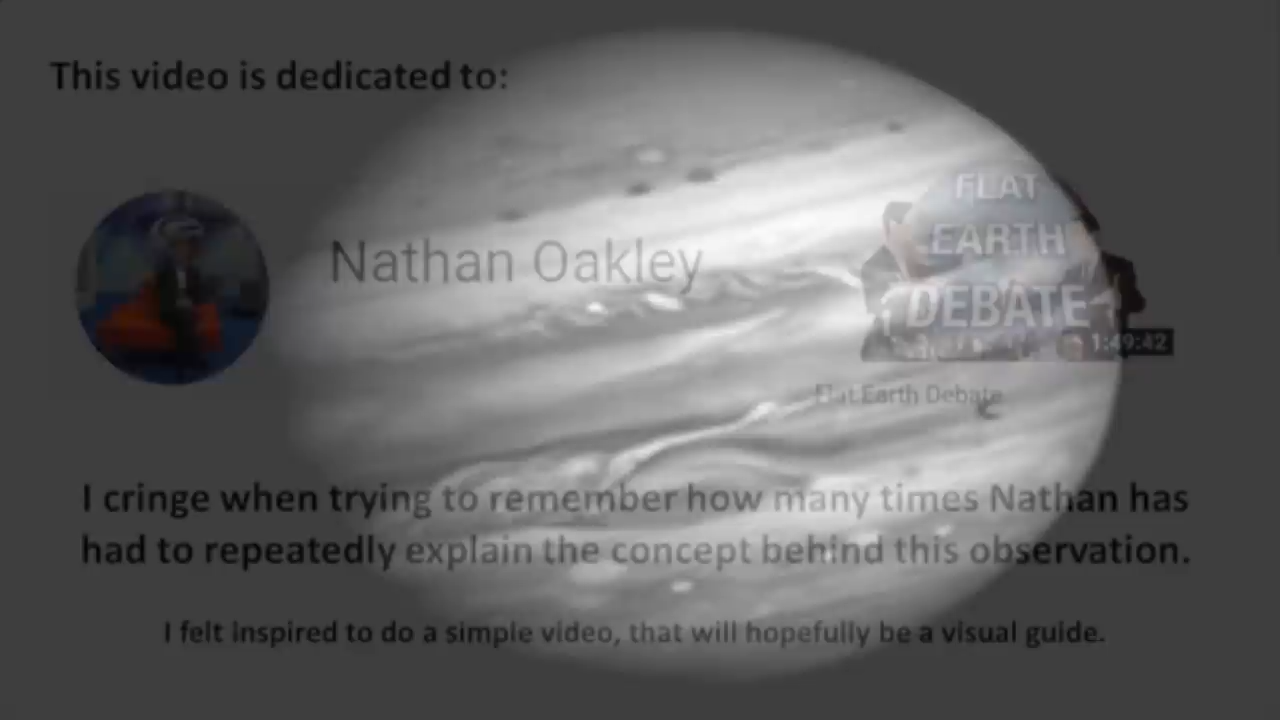 This video is dedicated to:
Nathan Oakley
FLAT
EARTH
DEBATE
1:49:42
Flat Earth Debate
I cringe when trying to remember how many times Nathan has
had to repeatedly explain the concept behind this observation.
I felt inspired to do a simple video, that will hopefully be a visual guide.